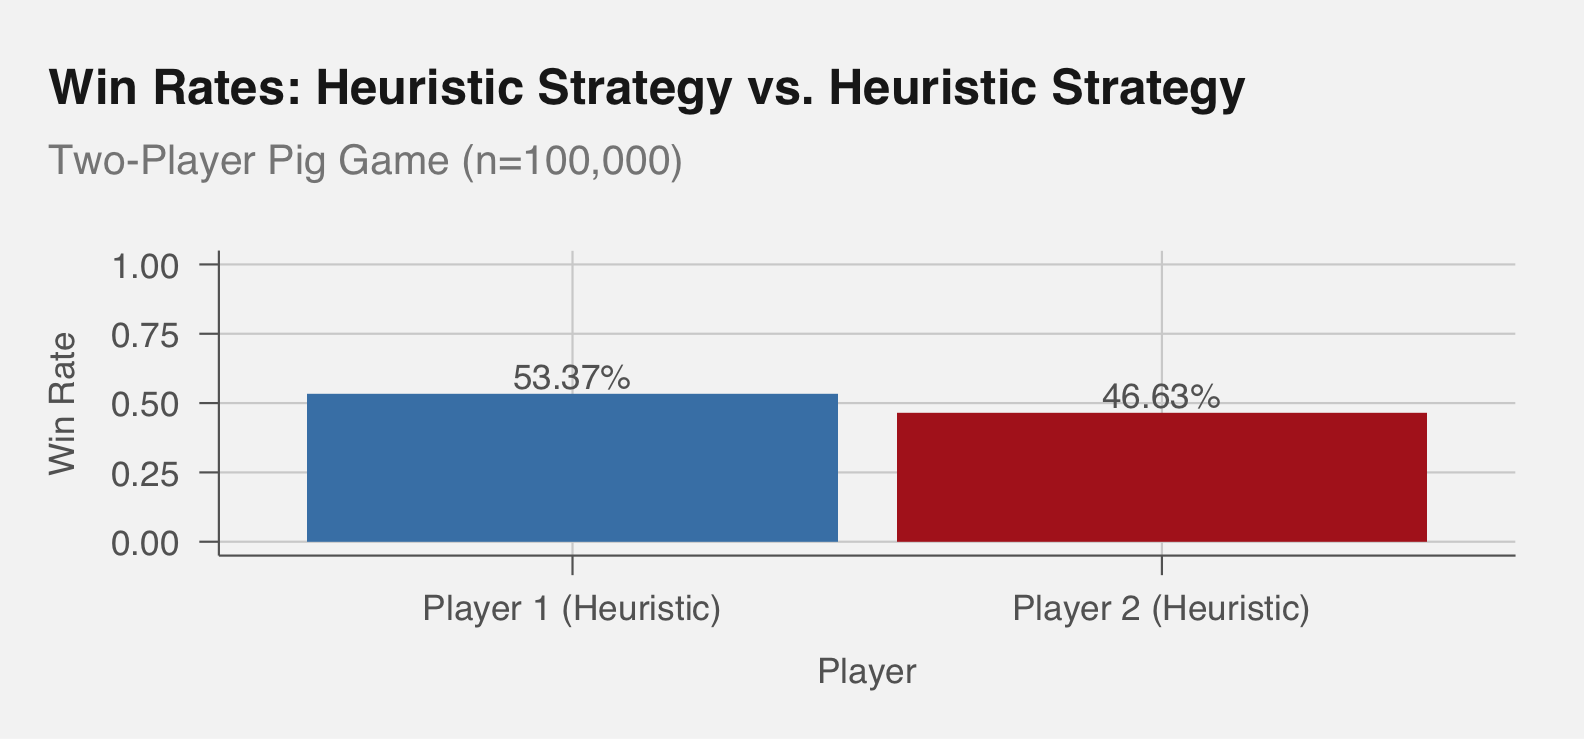 Win Rates: Heuristic Strategy vs. Heuristic Strategy
Two-Player Pig Game (n=100,000)
1.00
0.75
0.50
0.25
0.00
Win Rate
53.37%
46.63%
Player 1 (Heuristic)
Player 2 (Heuristic)
Player